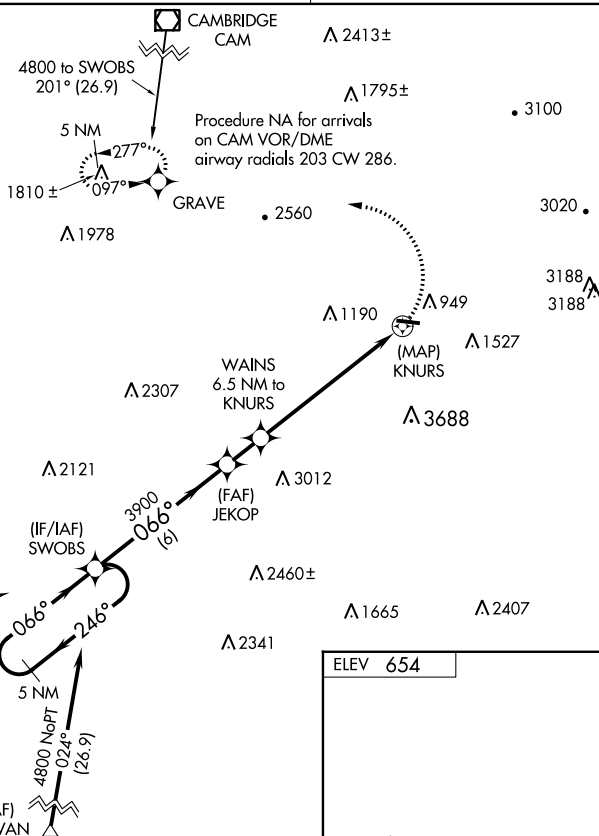 CAMBRIDGE
CAM
2413±
4800 to SWOBS
201° (26.9)
1795±
3100
Procedure NA for arrivals
on CAM VOR/DME
airway radials 203 CW 286.
5 NM
277°
1810 ±
097°
GRAVE
2560
3020
1978
3188
3188
949
1190
1527
(MAP)
KNURS
WAINS
6.5 NM to
KNURS
2307
3688
2121
3012
(FAF)
JEKOP
3900
066°
(6)
(IF/IAF)
SWOBS
2460±
066°
246°
1665
2407
2341
5 NM
ELEV 654
4800 NoPT
024°
(26.9)
AF)
VAN